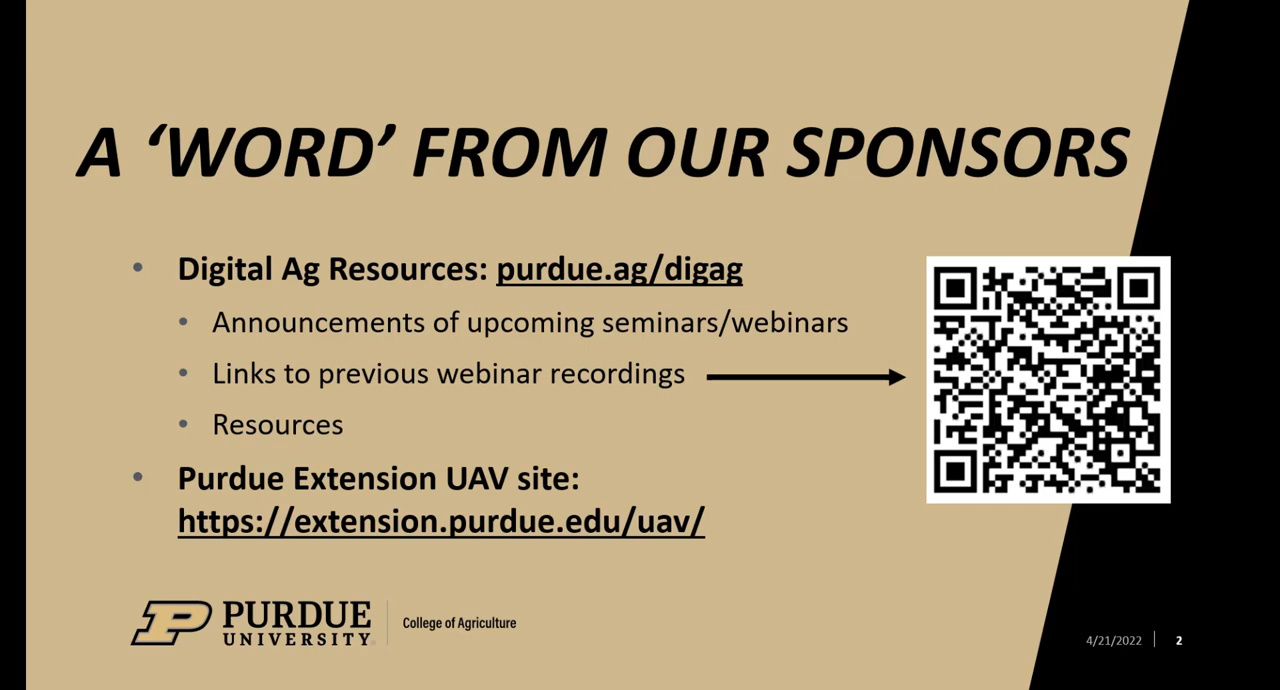 A ‘WORD’ FROM OUR SPONSORS
• Digital Ag Resources: purdue.ag/digag
• Announcements of upcoming seminars/webinars
• Links to previous webinar recordings
• Resources
• Purdue Extension UAV site:
https://extension.purdue.edu/uav/
P PURDUE
UNIVERSITY®
College of Agriculture
4/21/2022 | 2